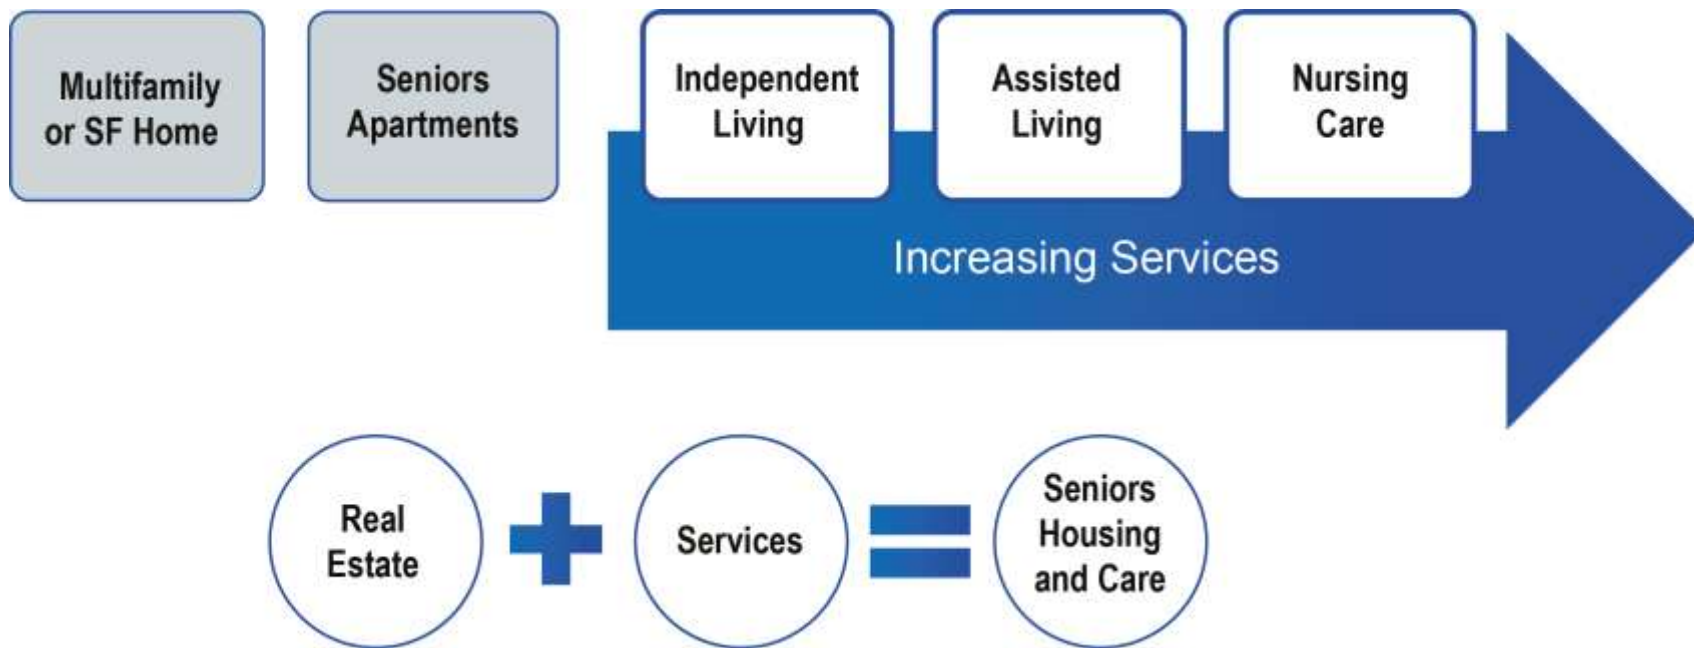 Multifamily
or SF Home
Seniors
Apartments
Independent
Living
Assisted
Living
Nursing
Care
Increasing Services
Real
Estate
Services
Seniors
Housing
and Care